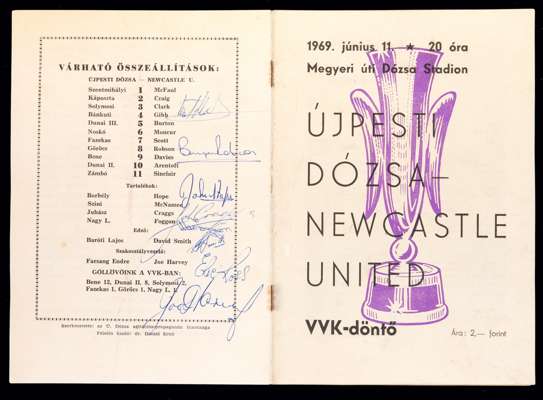 VÁRHATÓ ÖSSZEÁLLÍTÁSOK:
ÚJPESTI DÓZSA — NEWCASTLE U.
Szentmihályi 1 McFaul
Káposzta 2 Craig
Solymosi 3 Clark
Bánkuti 4 Gibb
Dunai III. 5 Burton
Noskó 6 Moncur
Fazekas 7 Scott
Göröcs 8 Robson
Bene 9 Davies
Dunai II. 10 Arentoft
Zámbó 11 Sinclair
Tartalékok:
Borbély Hope
Szini McNamee
Juhász Craggs
Nagy L. Foggon
Edző:
Baróti Lajos David Smith
Szakosztályvezető:
Farsang Endre Joe Harvey
GÓLLÖVŐINK A VVK-BAN:
Bene 12, Dunai II. 8, Solymosi 2,
Fazekas 1, Göröcs 1, Nagy L. 1.
1969. június 11. ★ 20 óra
Megyeri úti Dózsa Stadion
ÚJPESTI
DÓZSA—
NEWCASTLE
UNITED
VVK-döntő
Ára: 2,— forint